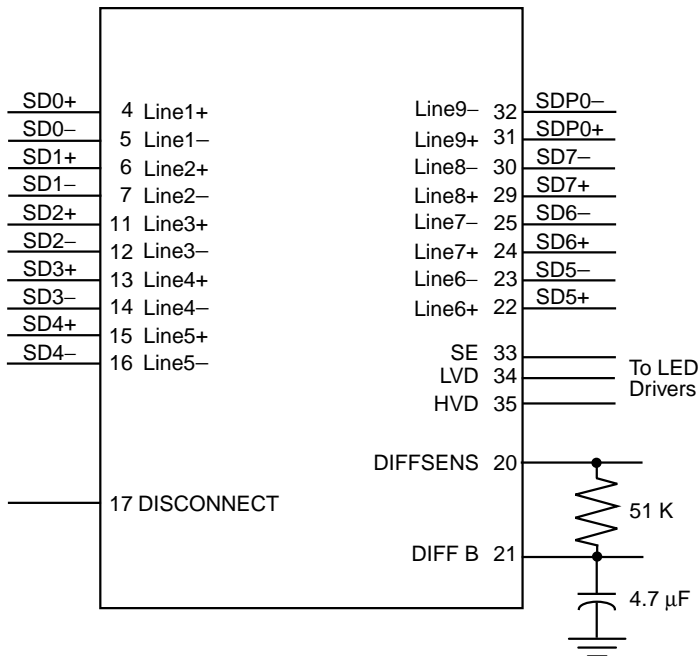 SD0+ 4 Line1+
SD0− 5 Line1−
SD1+ 6 Line2+
SD1− 7 Line2−
SD2+ 11 Line3+
SD2− 12 Line3−
SD3+ 13 Line4+
SD3− 14 Line4−
SD4+ 15 Line5+
SD4− 16 Line5−
17 DISCONNECT
Line9− 32 SDP0−
Line9+ 31 SDP0+
Line8− 30 SD7−
Line8+ 29 SD7+
Line7− 25 SD6−
Line7+ 24 SD6+
Line6− 23 SD5−
Line6+ 22 SD5+
SE 33
LVD 34
HVD 35
To LED
Drivers
DIFFSENS 20
51 K
DIFF B 21
4.7 μF